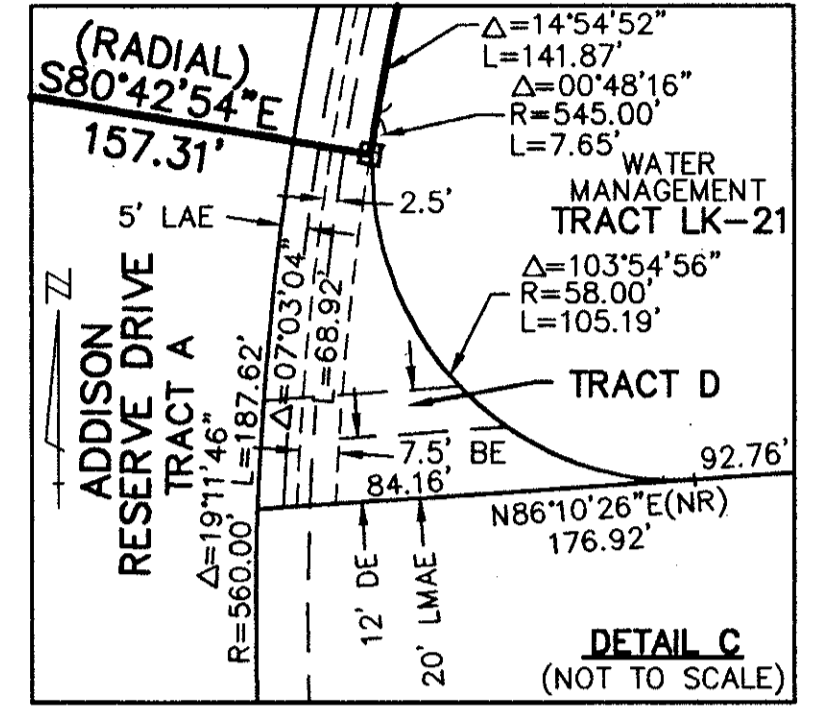 (RADIAL)
S80°42'54"E
157.31'
Δ=14°54'52"
L=141.87'
Δ=00°48'16"
R=545.00'
L=7.65'
WATER
MANAGEMENT
TRACT LK-21
5' LAE
2.5'
Δ=103°54'56"
R=58.00'
L=105.19'
N
ADDISON
RESERVE DRIVE
TRACT A
Δ=19°11'46" L=187.62'
R=560.00'
Δ=07°03'04"
L=68.92'
TRACT D
7.5' BE
84.16'
92.76'
N86°10'26"E(NR)
176.92'
12' DE
20' LMAE
DETAIL C
(NOT TO SCALE)